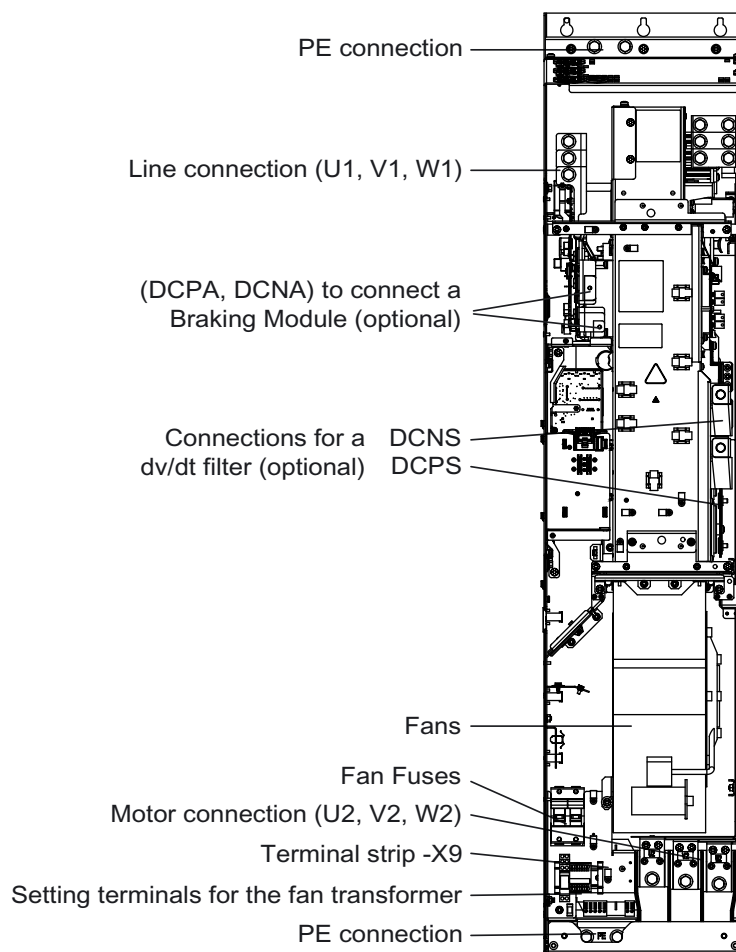 PE connection
Line connection (U1, V1, W1)
(DCPA, DCNA) to connect a
Braking Module (optional)
Connections for a DCNS
dv/dt filter (optional) DCPS
Fans
Fan Fuses
Motor connection (U2, V2, W2)
Terminal strip -X9
Setting terminals for the fan transformer
PE connection
PE